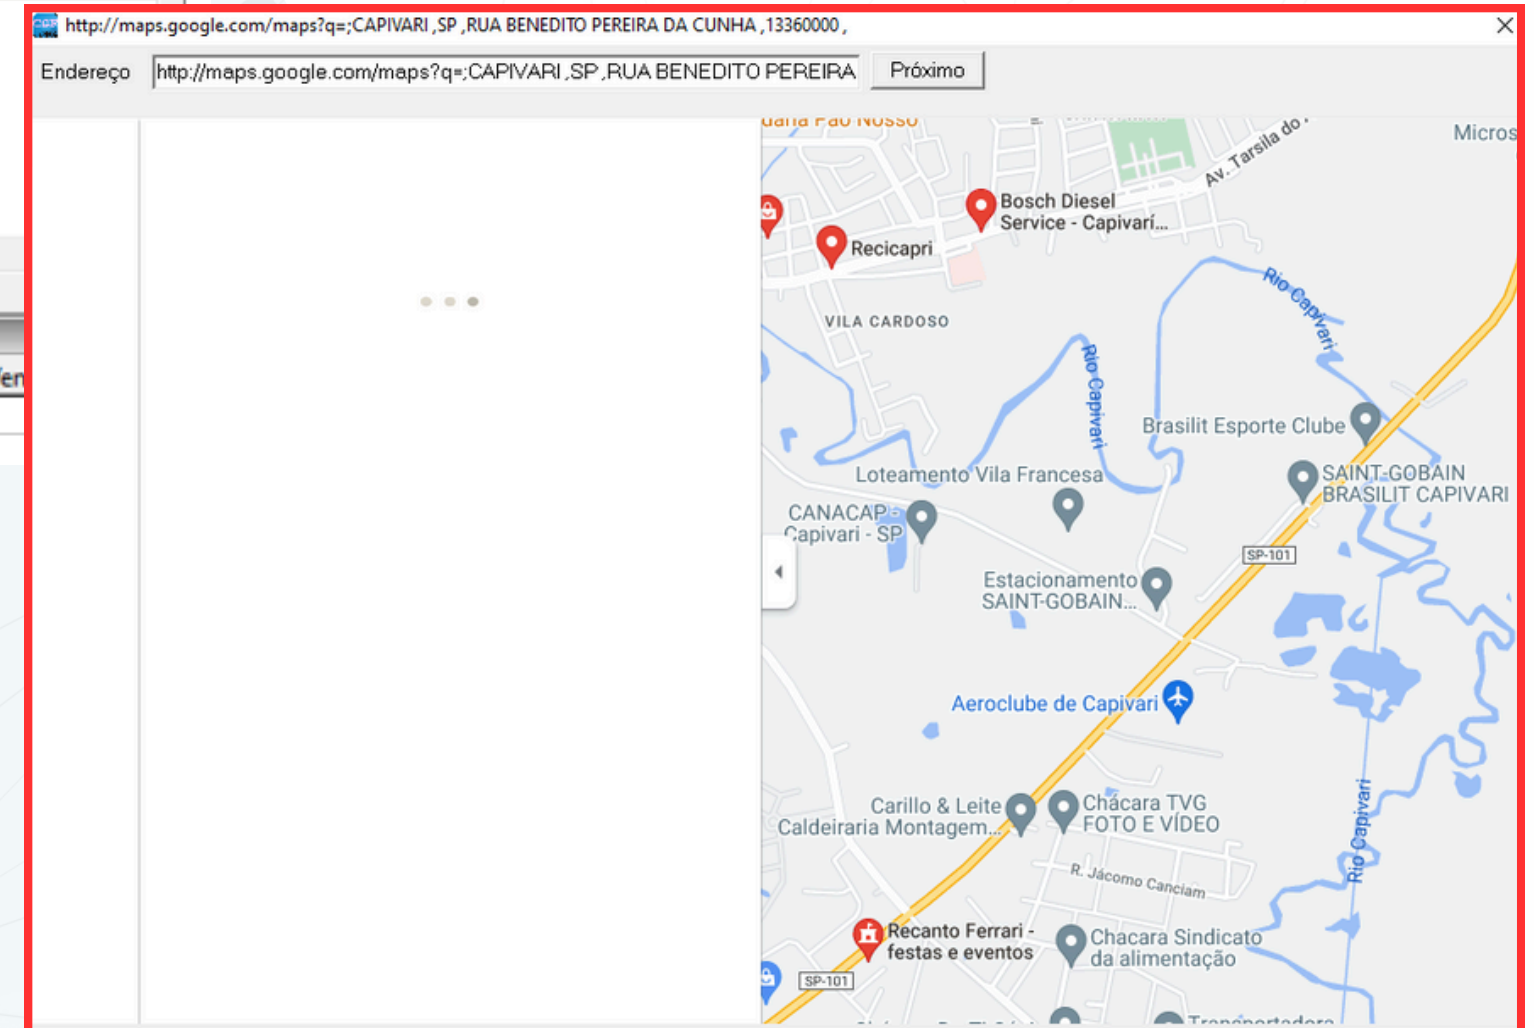 http://maps.google.com/maps?q=;CAPIVARI ,SP ,RUA BENEDITO PEREIRA DA CUNHA ,13360000 ,
Endereço
http://maps.google.com/maps?q=;CAPIVARI ,SP ,RUA BENEDITO PEREIRA
Próximo
Pão Nosso
Av. Tarsila do
Micros
Bosch Diesel
Service - Capivarí...
Recicapri
Rio Capivari
VILA CARDOSO
Rio Capivari
Brasilit Esporte Clube
Loteamento Vila Francesa
SAINT-GOBAIN
BRASILIT CAPIVARI
CANACAP -
Capivari - SP
SP-101
Estacionamento
SAINT-GOBAIN...
Aeroclube de Capivari
Carillo & Leite
Caldeiraria Montagem...
Chácara TVG
FOTO E VÍDEO
Rio Capivari
R. Jácomo Canciam
Recanto Ferrari -
festas e eventos
Chacara Sindicato
da alimentação
SP-101
Transportadora